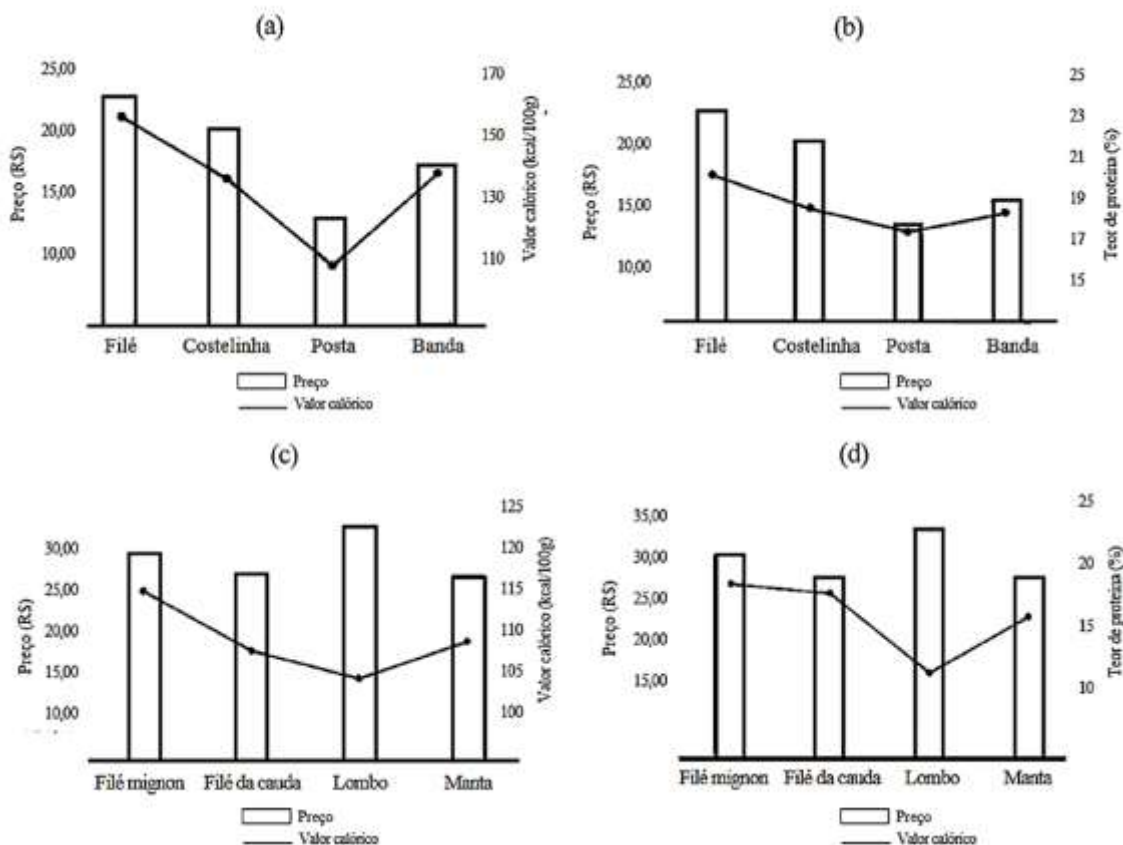 (a)
25,00
20,00
15,00
10,00
Preço (R$)
170
150
130
110
Valor calórico (kcal/100g)
Filé Costelinha Posta Banda
Preço
Valor calórico
(b)
25,00
20,00
15,00
10,00
Preço (R$)
25
23
21
19
17
15
Teor de proteína (%)
Filé Costelinha Posta Banda
Preço
Valor calórico
(c)
30,00
25,00
20,00
15,00
10,00
Preço (R$)
125
120
115
110
105
100
Valor calórico (kcal/100g)
Filé mignon Filé da cauda Lombo Manta
Preço
Valor calórico
(d)
35,00
30,00
25,00
20,00
15,00
Preço (R$)
25
20
15
10
Teor de proteína (%)
Filé mignon Filé da cauda Lombo Manta
Preço
Valor calórico